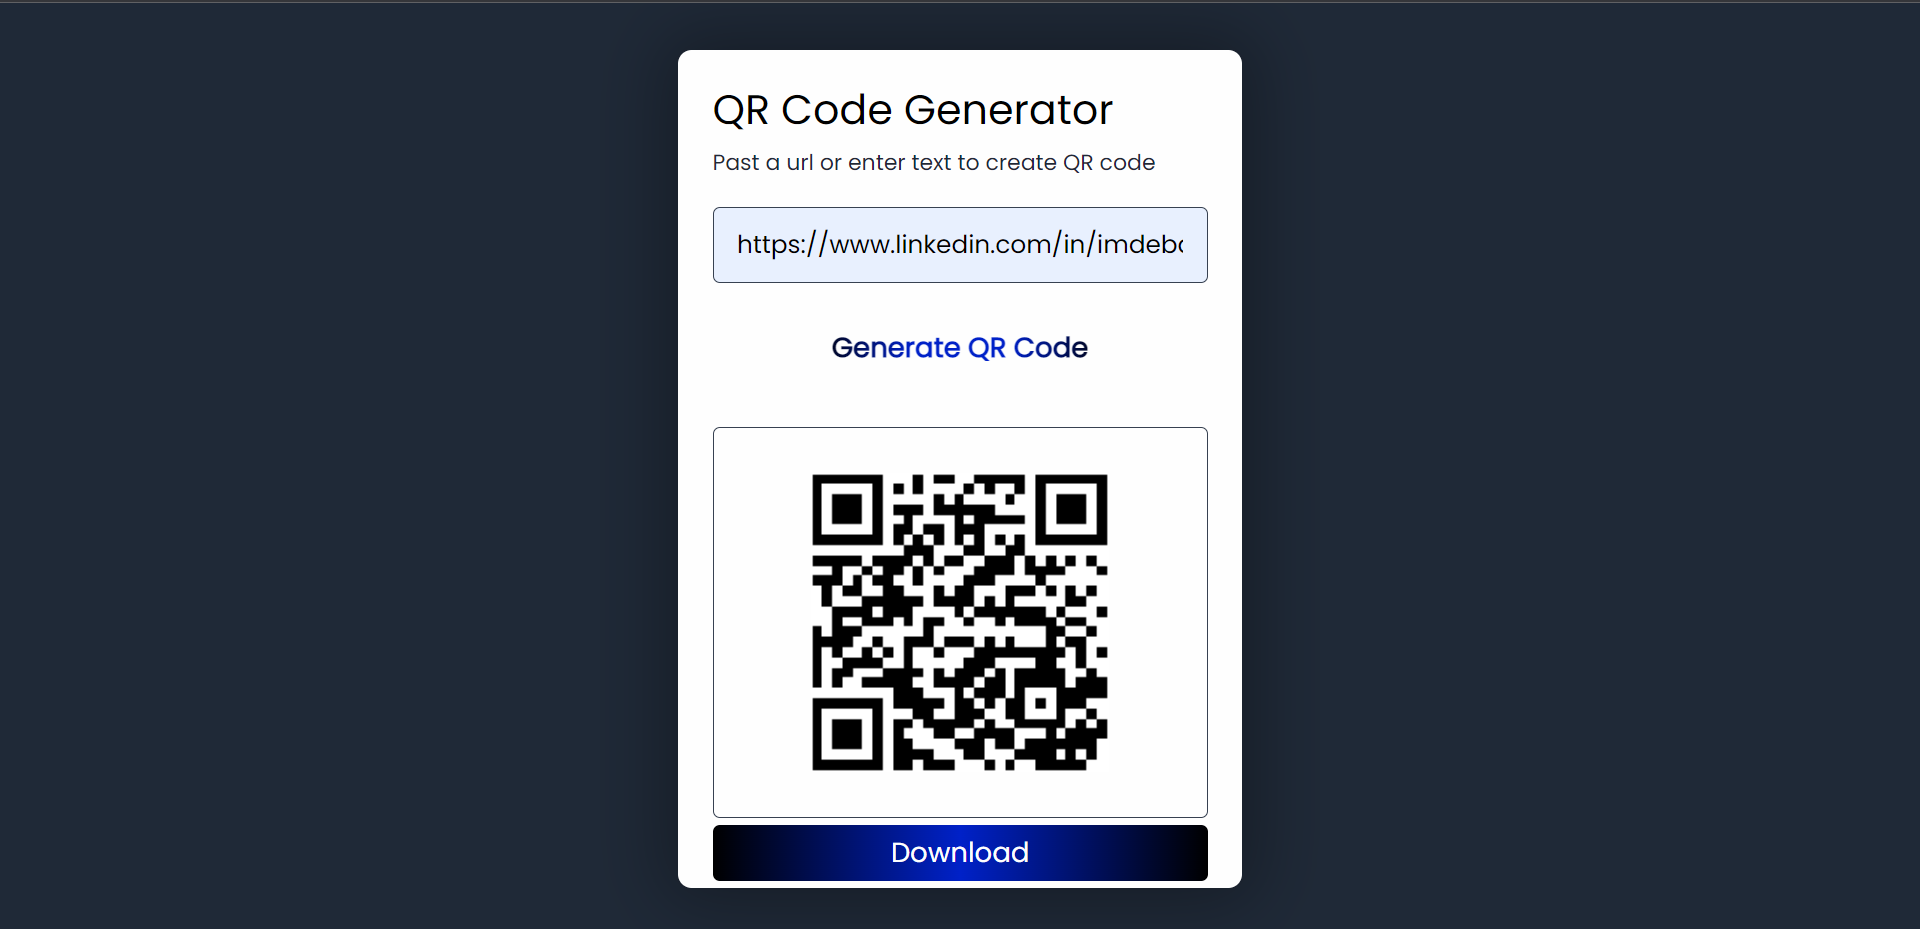 QR Code Generator
Past a url or enter text to create QR code
https://www.linkedin.com/in/imdeb
Generate QR Code
Download